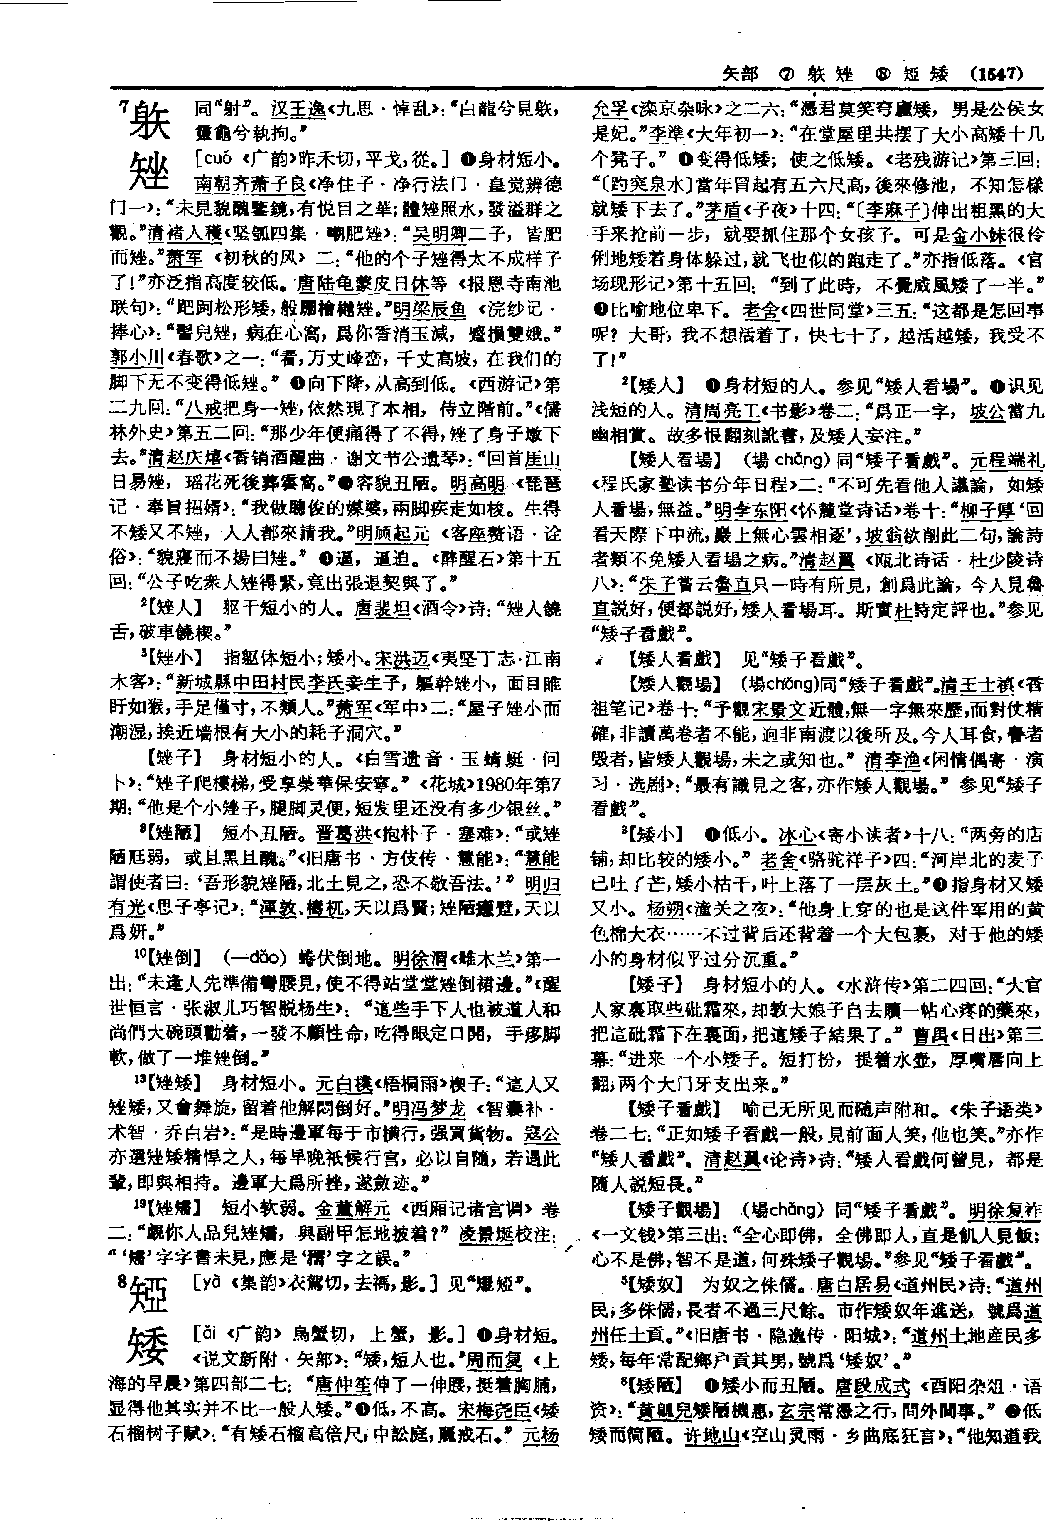 矢部 ⑦ 躲 矬 ⑧ 矬 矮 (1547)
7 躲 同“射”。汉王逸《九思·悼乱》：“白龍兮見躲，
靈龜兮執拘。”
矬 [cuó 《广韵》昨禾切，平戈，從。] ❶身材短小。
南朝齐萧子良《净住子·净行法门·皇觉辨德
门一》：“未見貌醜鑒鏡，有悦目之華；體矬照水，發溢群之
觀。”清褚人穫《坚瓠四集·嘲肥矬》：“吴明卿二子，皆肥
而矬。”萧军《初秋的风》二：“他的个子矬得太不成样子
了！”亦泛指高度较低。唐陆龟蒙皮日休等《报恩寺南池
联句》：“ 松形矮，般 檜 矬。”明梁辰鱼《浣纱记·
捧心》：“ 兒矬，病在心窩，爲你香消玉減，蹙損雙娥。”
郭小川《春歌》之一：“看，万丈峰峦，千丈高坡，在我们的
脚下无不变得低矬。” ❷向下降，从高到低。《西游记》第
二九回：“八戒把身一矬，依然現了本相，侍立階前。”《儒
林外史》第五二回：“那少年便痛得了不得，矬了身子墩下
去。”清赵庆熺《香销酒醒曲·谢文节公遗琴》：“回首厓山
日易矬，瑶花死後葬雲窩。”❸容貌丑陋。明高明《琵琶
记·奉旨招婿》：“我做聰俊的媒婆，兩脚疾走如梭。生得
不矮又不矬，人人都來請我。”明顾起元《客座赘语·诠
俗》：“貌寢而不揚曰矬。” ❹逼，逼迫。《醉醒石》第十五
回：“公子吃衆人矬得緊，竟出張退契與了。”
²【矬人】 躯干短小的人。唐裴坦《酒令》诗：“矬人饒
舌，破車饒楔。”
³【矬小】 指躯体短小；矮小。宋洪迈《夷坚丁志·江南
木客》：“新城縣中田村民李氏妾生子，軀幹矬小，面目睢
盱如猴，手足僅寸，不類人。”萧军《军中》二：“屋子矬小而
潮湿，挨近墙根有大小的耗子洞穴。”
【矬子】 身材短小的人。《白雪遗音·玉蜻蜓·问
卜》：“矬子爬樓梯，受享榮華保安寧。”《花城》1980年第7
期：“他是个小矬子，腿脚灵便，短发里还没有多少银丝。”
⁹【矬陋】 短小丑陋。晋葛洪《抱朴子·塞难》：“或矬
陋尫弱，或且黑且醜。”《旧唐书·方伎传·慧能》：“慧能
謂使者曰：‘吾形貌矬陋，北土見之，恐不敬吾法。’” 明归
有光《思子亭记》：“渾敦、檮杌，天以爲賢；矬陋 躄，天以
爲妍。”
¹⁰【矬倒】 （—dǎo）蜷伏倒地。明徐渭《雌木兰》第一
出：“未逢人先準備彎腰見，使不得站堂堂矬倒裙邊。”《醒
世恒言·张淑儿巧智脱杨生》：“這些手下人也被道人和
尚們大碗頭勸着，一發不顧性命，吃得眼定口開，手疼脚
軟，做了一堆矬倒。”
¹³【矬矮】 身材短小。元白樸《梧桐雨》楔子：“這人又
矬矮，又會舞旋，留着他解悶倒好。”明冯梦龙《智囊补·
术智·乔白岩》：“是時邊軍每于市横行，强買貨物。寇公
亦選矬矮精悍之人，每早晚衹候行宫，必以自隨，若遇此
輩，即與相持。邊軍大爲所挫，遂斂迹。”
¹⁹【矬 】 短小软弱。金董解元《西厢记诸宫调》卷
二：“覷你人品兒矬 ，與副甲怎地披着？”凌景埏校注：
“‘ ’字字書未見，應是‘ ’字之误。”
8 [yà 《集韵》衣駕切，去禡，影。] 见“ ”。
矮 [ǎi 《广韵》烏蟹切，上蟹，影。] ❶身材短。
《说文新附·矢部》：“矮，短人也。”周而复《上
海的早晨》第四部二七：“唐仲笙伸了一伸腰，挺着胸脯，
显得他其实并不比一般人矮。”❷低，不高。宋梅尧臣《矮
石榴树子赋》：“有矮石榴高倍尺，中訟庭，麗戒石。” 元杨
允孚《滦京杂咏》之二六：“憑君莫笑穹廬矮，男是公侯女
是妃。”李準《大年初一》：“在堂屋里共摆了大小高矮十几
个凳子。” ❸变得低矮；使之低矮。《老残游记》第三回：
“〔趵突泉水〕當年冒起有五六尺高，後來修池，不知怎樣
就矮下去了。”茅盾《子夜》十四：“〔李麻子〕伸出粗黑的大
手来抢前一步，就要抓住那个女孩子。可是金小妹很伶
俐地矮着身体躲过，就飞也似的跑走了。”亦指低落。《官
场现形记》第十五回：“到了此時，不覺威風矮了一半。”
❹比喻地位卑下。老舍《四世同堂》三五：“这都是怎回事
呢？大哥，我不想活着了，快七十了，越活越矮，我受不
了！”
²【矮人】 ❶身材短的人。参见“矮人看場”。❷识见
浅短的人。清周亮工《书影》卷二：“爲正一字，坡公當九
幽相賞。故多恨翻刻訛書，及矮人妄注。”
【矮人看場】 （場 chǎng）同“矮子看戲”。元程端礼
《程氏家塾读书分年日程》二：“不可先看他人議論，如矮
人看場，無益。”明李东阳《怀麓堂诗话》卷十：“柳子厚‘回
看天際下中流，巖上無心雲相逐’，坡翁欲削此二句，論詩
者類不免矮人看場之病。”清赵翼《瓯北诗话·杜少陵诗
八》：“朱子嘗云魯直只一時有所見，創爲此論，今人見魯
直説好，便都説好，矮人看場耳。斯實杜詩定評也。”参见
“矮子看戲”。
【矮人看戲】 见“矮子看戲”。
【矮人觀場】 （場chǎng）同“矮子看戲”。清王士禛《香
祖笔记》卷十：“予觀宋景文近體，無一字無來歷，而對仗精
確，非讀萬卷者不能，迥非南渡以後所及。今人耳食，譽者
毁者，皆矮人觀場，未之或知也。” 清李渔《闲情偶寄·演
习·选剧》：“最有識見之客，亦作矮人觀場。” 参见“矮子
看戲”。
³【矮小】 ❶低小。冰心《寄小读者》十八：“两旁的店
铺，却比较的矮小。” 老舍《骆驼祥子》四：“河岸北的麦子
已吐了芒，矮小枯干，叶上落了一层灰土。”❷指身材又矮
又小。杨朔《潼关之夜》：“他身上穿的也是这件军用的黄
色棉大衣……不过背后还背着一个大包裹，对于他的矮
小的身材似乎过分沉重。”
【矮子】 身材短小的人。《水浒传》第二四回：“大官
人家裏取些砒霜來，却教大娘子自去贖一帖心疼的藥來，
把這砒霜下在裏面，把這矮子結果了。” 曹禺《日出》第三
幕：“进来一个小矮子。短打扮，提着水壶，厚嘴唇向上
翻，两个大门牙支出来。”
【矮子看戲】 喻己无所见而随声附和。《朱子语类》
卷二七：“正如矮子看戲一般，見前面人笑，他也笑。”亦作
“矮人看戲”。清赵翼《论诗》诗：“矮人看戲何曾見，都是
隨人説短長。”
【矮子觀場】 （場chǎng）同“矮子看戲”。明徐复祚
《一文钱》第三出：“全心即佛，全佛即人，直是飢人見飯；
心不是佛，智不是道，何殊矮子觀場。”参见“矮子看戲”。
⁵【矮奴】 为奴之侏儒。唐白居易《道州民》诗：“道州
民，多侏儒，長者不過三尺餘。市作矮奴年進送，號爲道
州任土貢。”《旧唐书·隐逸传·阳城》：“道州土地産民多
矮，每年常配鄉户貢其男，號爲‘矮奴’。”
⁸【矮陋】 ❶矮小而丑陋。唐段成式《酉阳杂俎·语
资》：“黄 兒矮陋機惠，玄宗常憑之行，問外間事。” ❷低
矮而简陋。许地山《空山灵雨·乡曲底狂言》：“他知道我